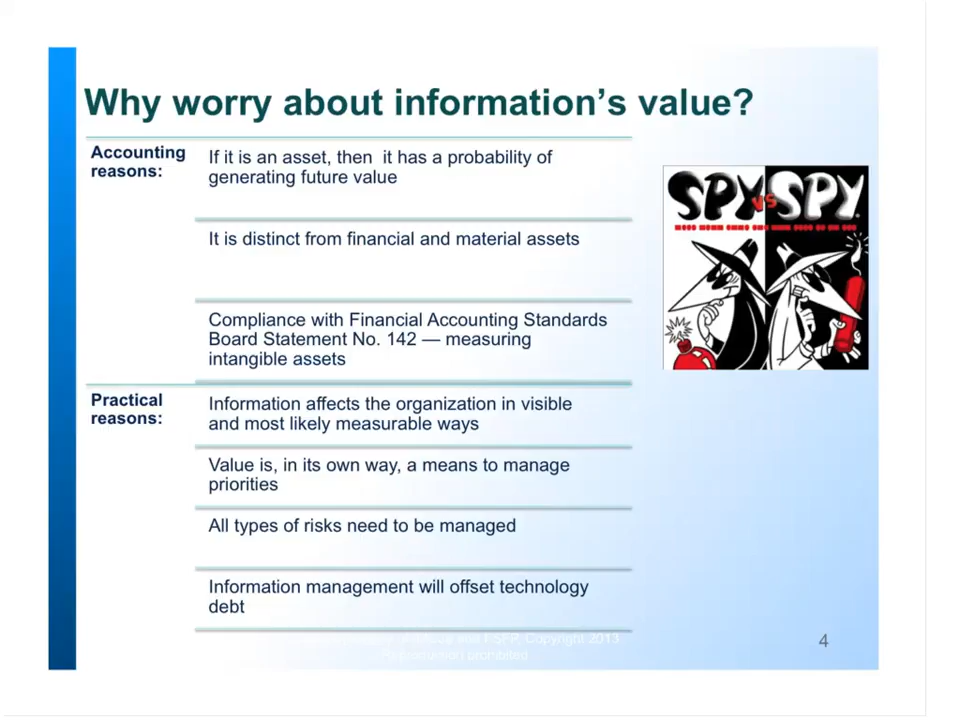 Why worry about information's value?
Accounting
reasons:
If it is an asset, then  it has a probability of
generating future value
It is distinct from financial and material assets
Compliance with Financial Accounting Standards
Board Statement No. 142 — measuring
intangible assets
Practical
reasons:
Information affects the organization in visible
and most likely measurable ways
Value is, in its own way, a means to manage
priorities
All types of risks need to be managed
Information management will offset technology
debt
SPY vs SPY
and
Copyright 2013
prohibited
4